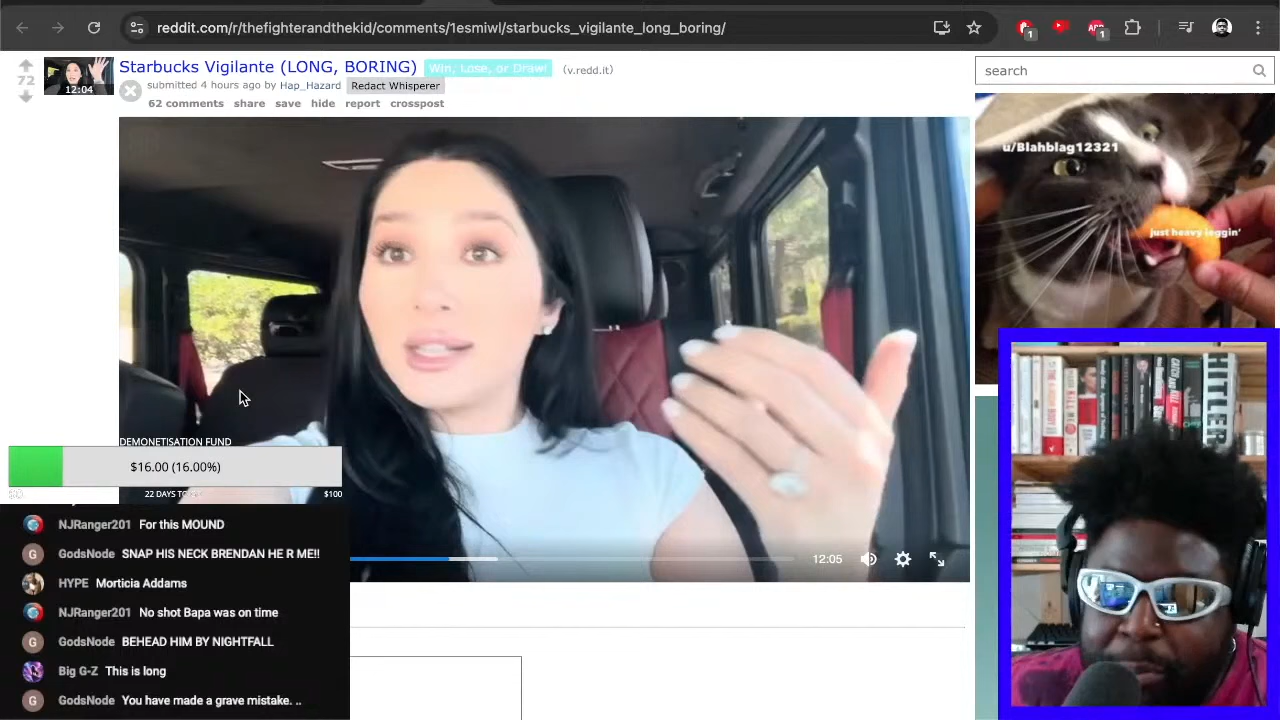 reddit.com/r/thefighterandthekid/comments/1esmiwl/starbucks_vigilante_long_boring/
1
1
72
12:04
Starbucks Vigilante (LONG, BORING) Win, Lose, or Draw! (v.redd.it)
submitted 4 hours ago by Hap_Hazard Redact Whisperer
62 comments share save hide report crosspost
search
u/Blahblag12321
just heavy leggin'
HITLER
DEMONETISATION FUND
$16.00 (16.00%)
$0
22 DAYS TO
$100
12:05
NJRanger201 For this MOUND
G GodsNode SNAP HIS NECK BRENDAN HE R ME!!
HYPE Morticia Addams
NJRanger201 No shot Bapa was on time
G GodsNode BEHEAD HIM BY NIGHTFALL
Big G-Z This is long
G GodsNode You have made a grave mistake. ..